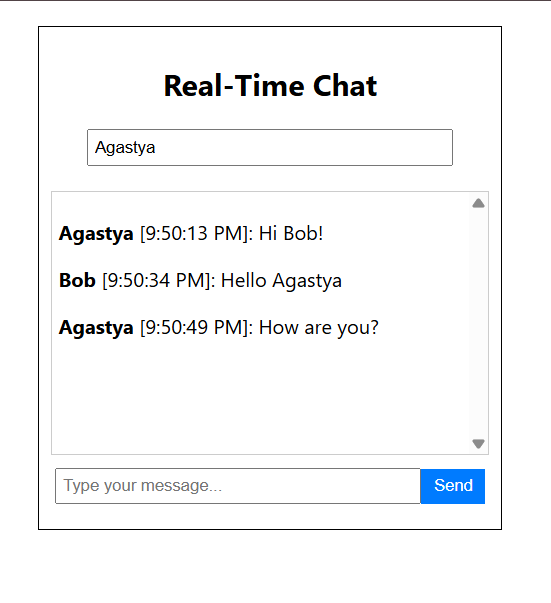 Real-Time Chat
Agastya
Agastya [9:50:13 PM]: Hi Bob!
Bob [9:50:34 PM]: Hello Agastya
Agastya [9:50:49 PM]: How are you?
Type your message... Send